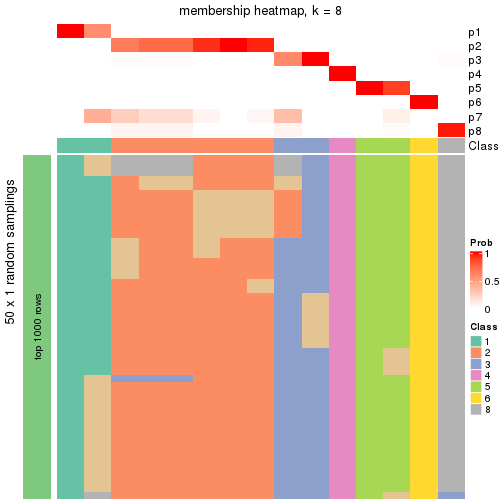 membership heatmap, k = 8
p1
p2
p3
p4
p5
p6
p7
p8
Class
50 x 1 random samplings
top 1000 rows
Prob
1
0.5
0
Class
1
2
3
4
5
6
8